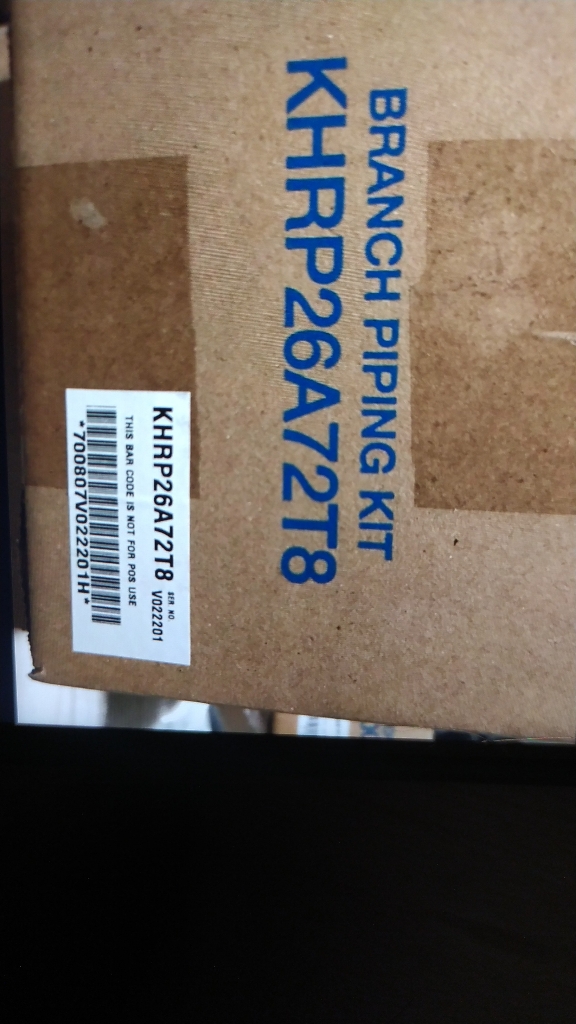 BRANCH PIPING KIT
KHRP26A72T8
KHRP26A72T8 SER. NO. V022201
THIS BAR CODE IS NOT FOR POS USE
*700807V022201H*